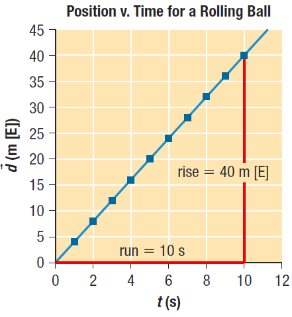 Position v. Time for a Rolling Ball
45
40
35
30
25
20
15
10
5
0
d⃗ (m [E])
rise = 40 m [E]
run = 10 s
0 2 4 6 8 10 12
t (s)